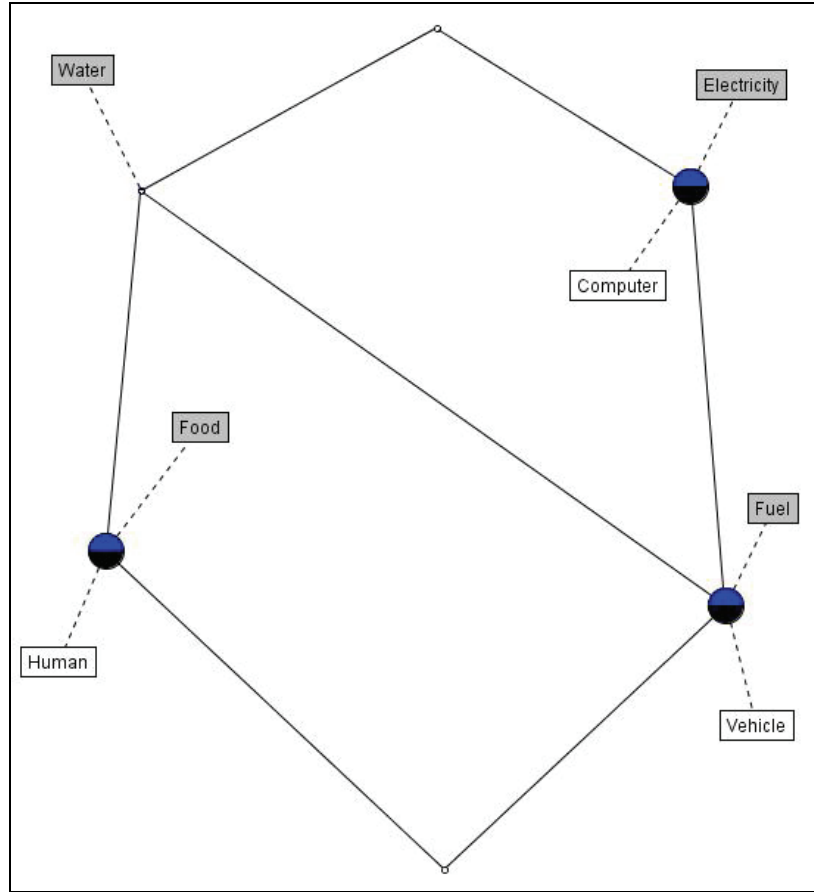 Water
Electricity
Computer
Food
Fuel
Human
Vehicle